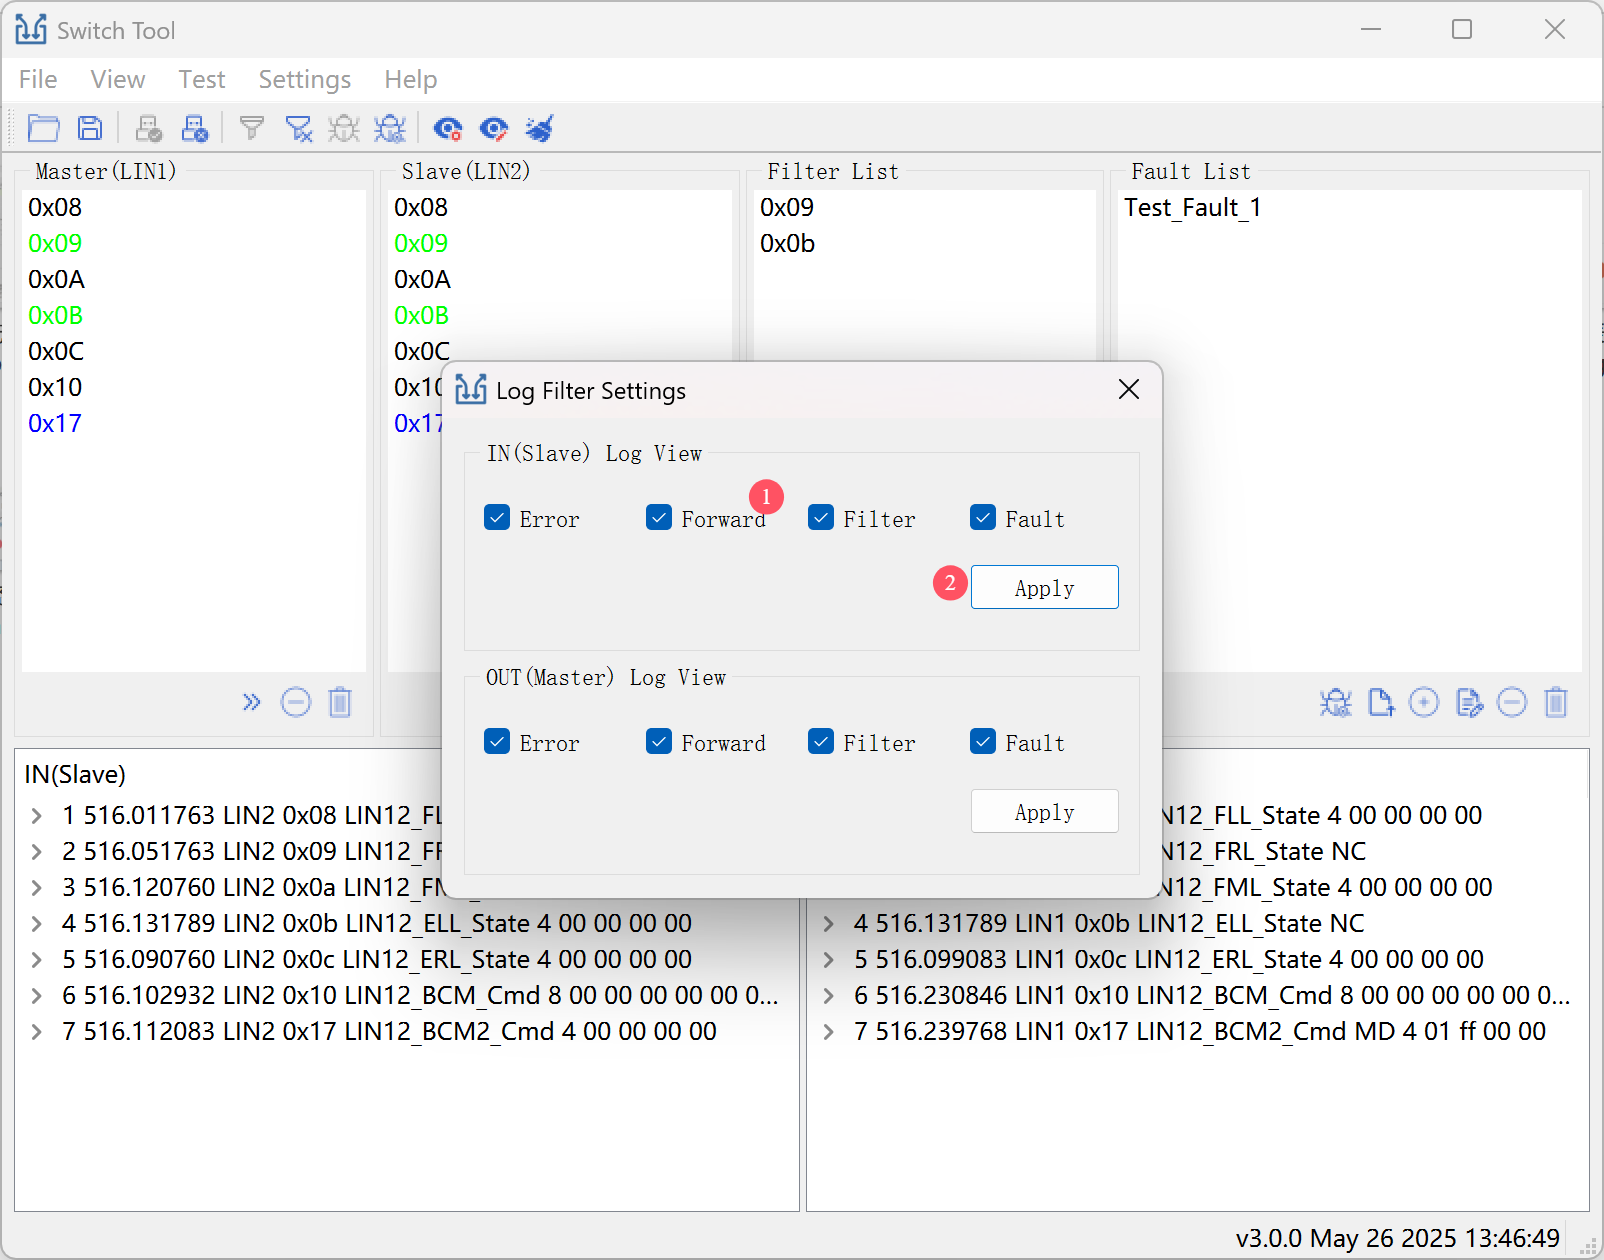 Switch Tool
File View Test Settings Help
Master(LIN1)
0x08
0x09
0x0A
0x0B
0x0C
0x10
0x17
Slave(LIN2)
0x08
0x09
0x0A
0x0B
0x0C
0x10
0x17
Filter List
0x09
0x0b
Fault List
Test_Fault_1
Log Filter Settings
IN(Slave) Log View
1
Error Forward Filter Fault
2 Apply
OUT(Master) Log View
Error Forward Filter Fault
Apply
IN(Slave)
1 516.011763 LIN2 0x08 LIN12_FL
2 516.051763 LIN2 0x09 LIN12_FR
3 516.120760 LIN2 0x0a LIN12_FM
4 516.131789 LIN2 0x0b LIN12_ELL_State 4 00 00 00 00
5 516.090760 LIN2 0x0c LIN12_ERL_State 4 00 00 00 00
6 516.102932 LIN2 0x10 LIN12_BCM_Cmd 8 00 00 00 00 00 0...
7 516.112083 LIN2 0x17 LIN12_BCM2_Cmd 4 00 00 00 00
N12_FLL_State 4 00 00 00 00
N12_FRL_State NC
N12_FML_State 4 00 00 00 00
4 516.131789 LIN1 0x0b LIN12_ELL_State NC
5 516.099083 LIN1 0x0c LIN12_ERL_State 4 00 00 00 00
6 516.230846 LIN1 0x10 LIN12_BCM_Cmd 8 00 00 00 00 00 0...
7 516.239768 LIN1 0x17 LIN12_BCM2_Cmd MD 4 01 ff 00 00
v3.0.0 May 26 2025 13:46:49